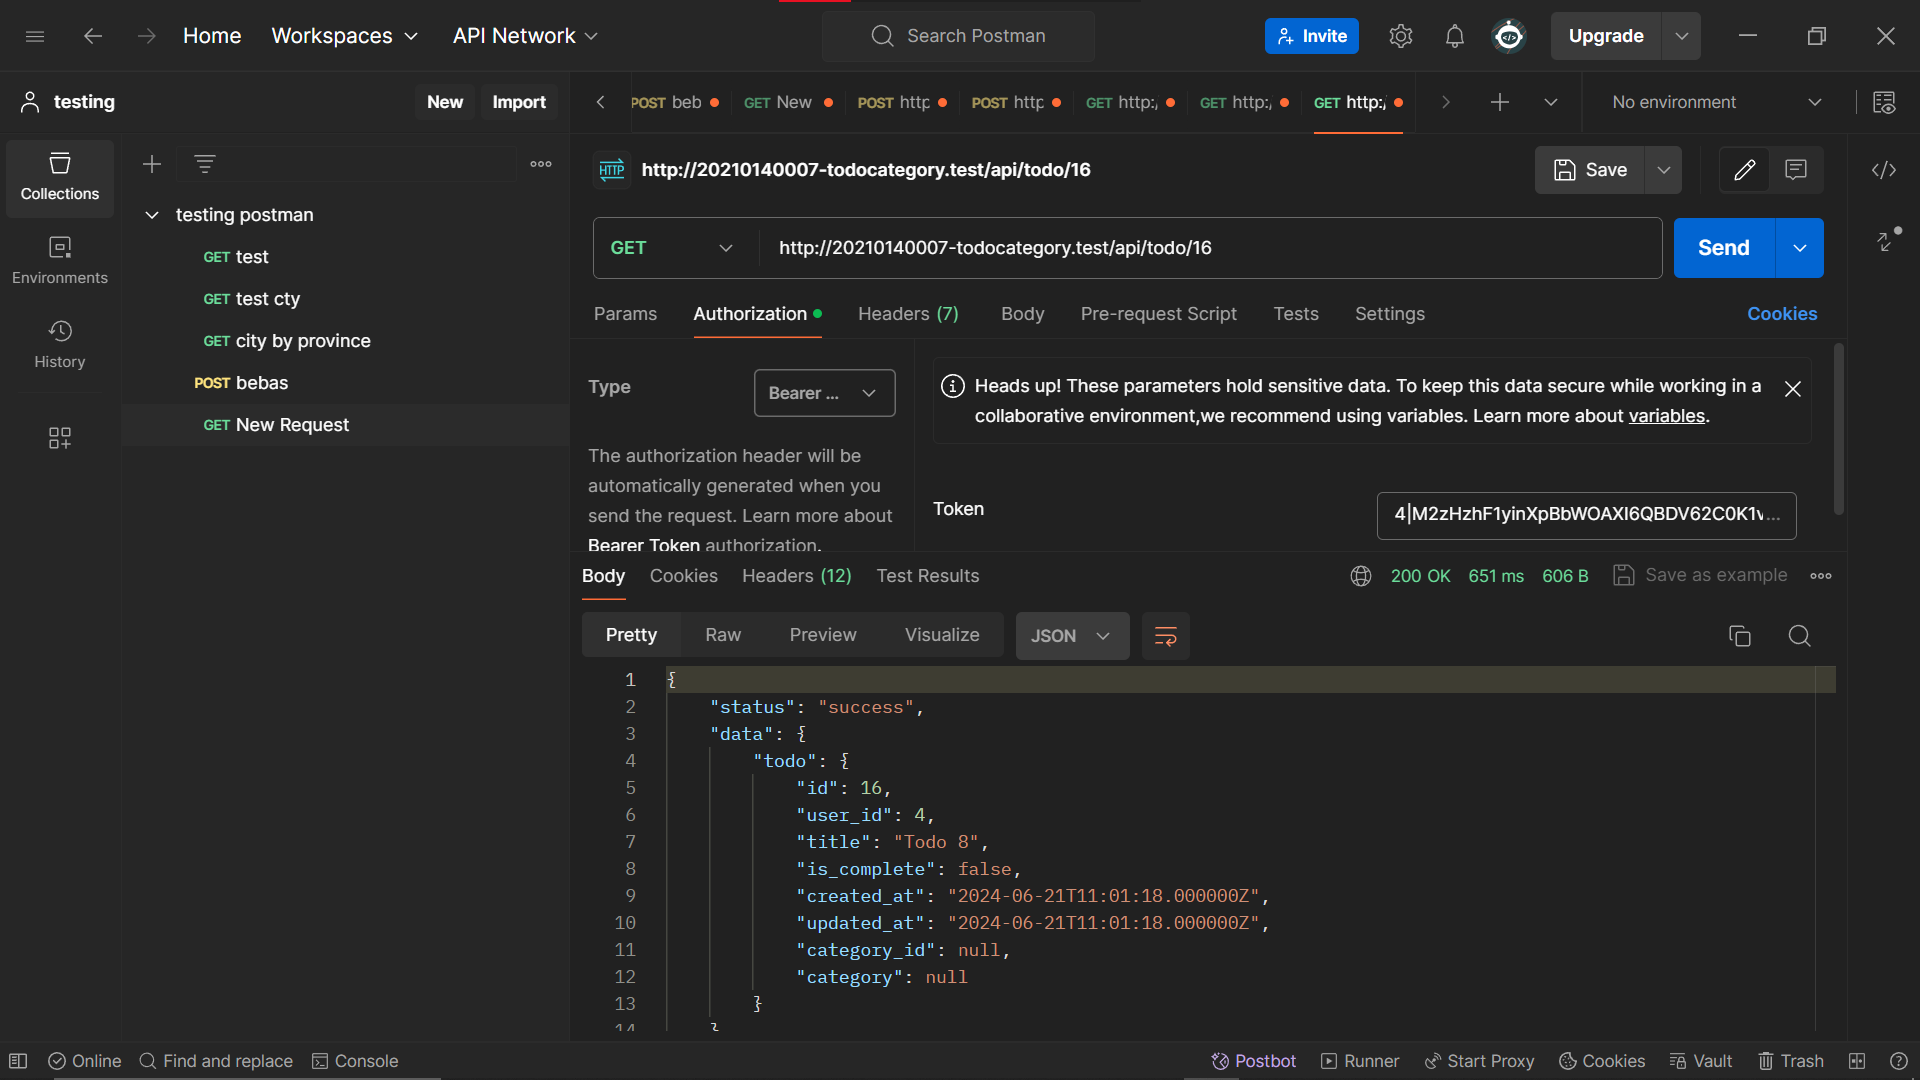 Home Workspaces API Network Search Postman Invite Upgrade
testing New Import
POST beb GET New POST http POST http GET http:/ GET http:/ GET http:/ No environment
Collections
Environments
History
testing postman
GET test
GET test cty
GET city by province
POST bebas
GET New Request
HTTP http://20210140007-todocategory.test/api/todo/16 Save
GET http://20210140007-todocategory.test/api/todo/16 Send
Params Authorization Headers (7) Body Pre-request Script Tests Settings Cookies
Type Bearer ...
The authorization header will be
automatically generated when you
send the request. Learn more about
Bearer Token authorization.
Heads up! These parameters hold sensitive data. To keep this data secure while working in a
collaborative environment,we recommend using variables. Learn more about variables.
Token 4|M2zHzhF1yinXpBbWOAXI6QBDV62C0K1v...
Body Cookies Headers (12) Test Results 200 OK 651 ms 606 B Save as example
Pretty Raw Preview Visualize JSON
1 {
2 "status": "success",
3 "data": {
4 "todo": {
5 "id": 16,
6 "user_id": 4,
7 "title": "Todo 8",
8 "is_complete": false,
9 "created_at": "2024-06-21T11:01:18.000000Z",
10 "updated_at": "2024-06-21T11:01:18.000000Z",
11 "category_id": null,
12 "category": null
13 }
14 }
Online Find and replace Console Postbot Runner Start Proxy Cookies Vault Trash